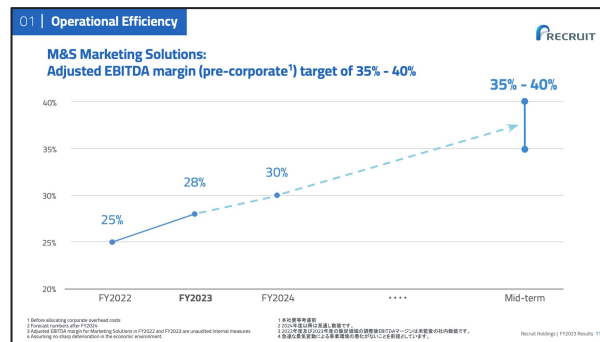 01 | Operational Efficiency
RECRUIT
M&S Marketing Solutions:
Adjusted EBITDA margin (pre-corporate¹) target of 35% - 40%
35% - 40%
40%
35%
30%
28%
30%
25%
25%
20%
FY2022
FY2023
FY2024
....
Mid-term
1 Before allocating corporate overhead costs
2 Forecast numbers after FY2024
3 Adjusted EBITDA margin for Marketing Solutions in FY2022 and FY2023 are unaudited internal measures
4 Assuming no sharp deterioration in the economic environment.
1 本社費等考慮前
2 2024年度以降は見通し数値です。
3 2022年度及び2023年度の販促領域の調整後EBITDAマージンは未監査の社内数値です。
4 急速な景気変動による事業環境の悪化がないことを前提としています。
Recruit Holdings | FY2023 Results